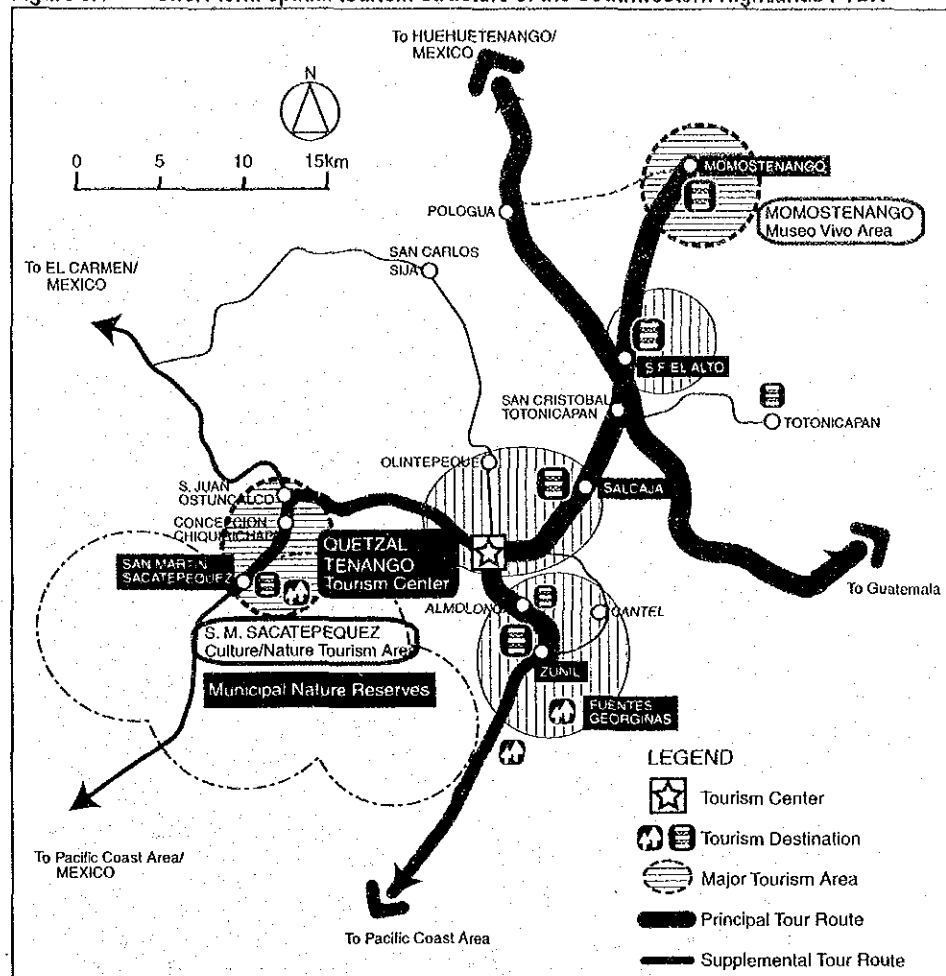 To HUEHUETENANGO/
MEXICO
N
0 5 10 15km
MOMOSTENANGO
POLOGUA
MOMOSTENANGO
Museo Vivo Area
SAN CARLOS
SIJA
To EL CARMEN/
MEXICO
S.F. EL ALTO
SAN CRISTOBAL
TOTONICAPAN
TOTONICAPAN
OLINTEPEQUE
SALCAJA
S. JUAN
OSTUNCALCO
CONCEPCION
QUETZAL
TENANGO
Tourism Center
SAN MARTIN
SACATEPEQUEZ
To Guatemala
ALMOLONG
CANTEL
S. M. SACATEPEQUEZ
Culture/Nature Tourism Area
ZUNIL
Municipal Nature Reserves
FUENTES
GEORGINAS
LEGEND
Tourism Center
Tourism Destination
Major Tourism Area
Principal Tour Route
Supplemental Tour Route
To Pacific Coast Area/
MEXICO
To Pacific Coast Area